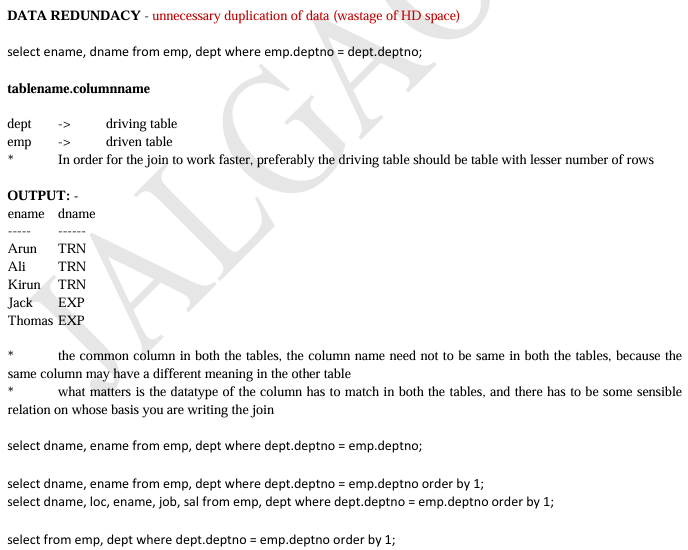 DATA REDUNDACY - unnecessary duplication of data (wastage of HD space)
select ename, dname from emp, dept where emp.deptno = dept.deptno;
tablename.columnname
dept -> driving table
emp -> driven table
* In order for the join to work faster, preferably the driving table should be table with lesser number of rows
OUTPUT: -
ename dname
----- ------
Arun TRN
Ali TRN
Kirun TRN
Jack EXP
Thomas EXP
* the common column in both the tables, the column name need not to be same in both the tables, because the
same column may have a different meaning in the other table
* what matters is the datatype of the column has to match in both the tables, and there has to be some sensible
relation on whose basis you are writing the join
select dname, ename from emp, dept where dept.deptno = emp.deptno;
select dname, ename from emp, dept where dept.deptno = emp.deptno order by 1;
select dname, loc, ename, job, sal from emp, dept where dept.deptno = emp.deptno order by 1;
select from emp, dept where dept.deptno = emp.deptno order by 1;